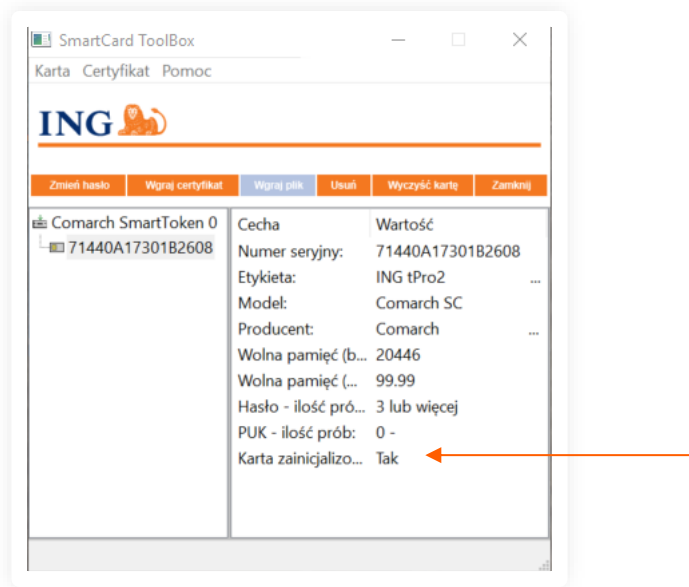 SmartCard ToolBox
Karta Certyfikat Pomoc
ING
Zmień hasło Wgraj certyfikat Wgraj plik Usuń Wyczyść kartę Zamknij
Comarch SmartToken 0
71440A17301B2608
Cecha Wartość
Numer seryjny: 71440A17301B2608
Etykieta: ING tPro2 ...
Model: Comarch SC
Producent: Comarch ...
Wolna pamięć (b... 20446
Wolna pamięć (... 99.99
Hasło - ilość pró... 3 lub więcej
PUK - ilość prób: 0 -
Karta zainicjalizo... Tak